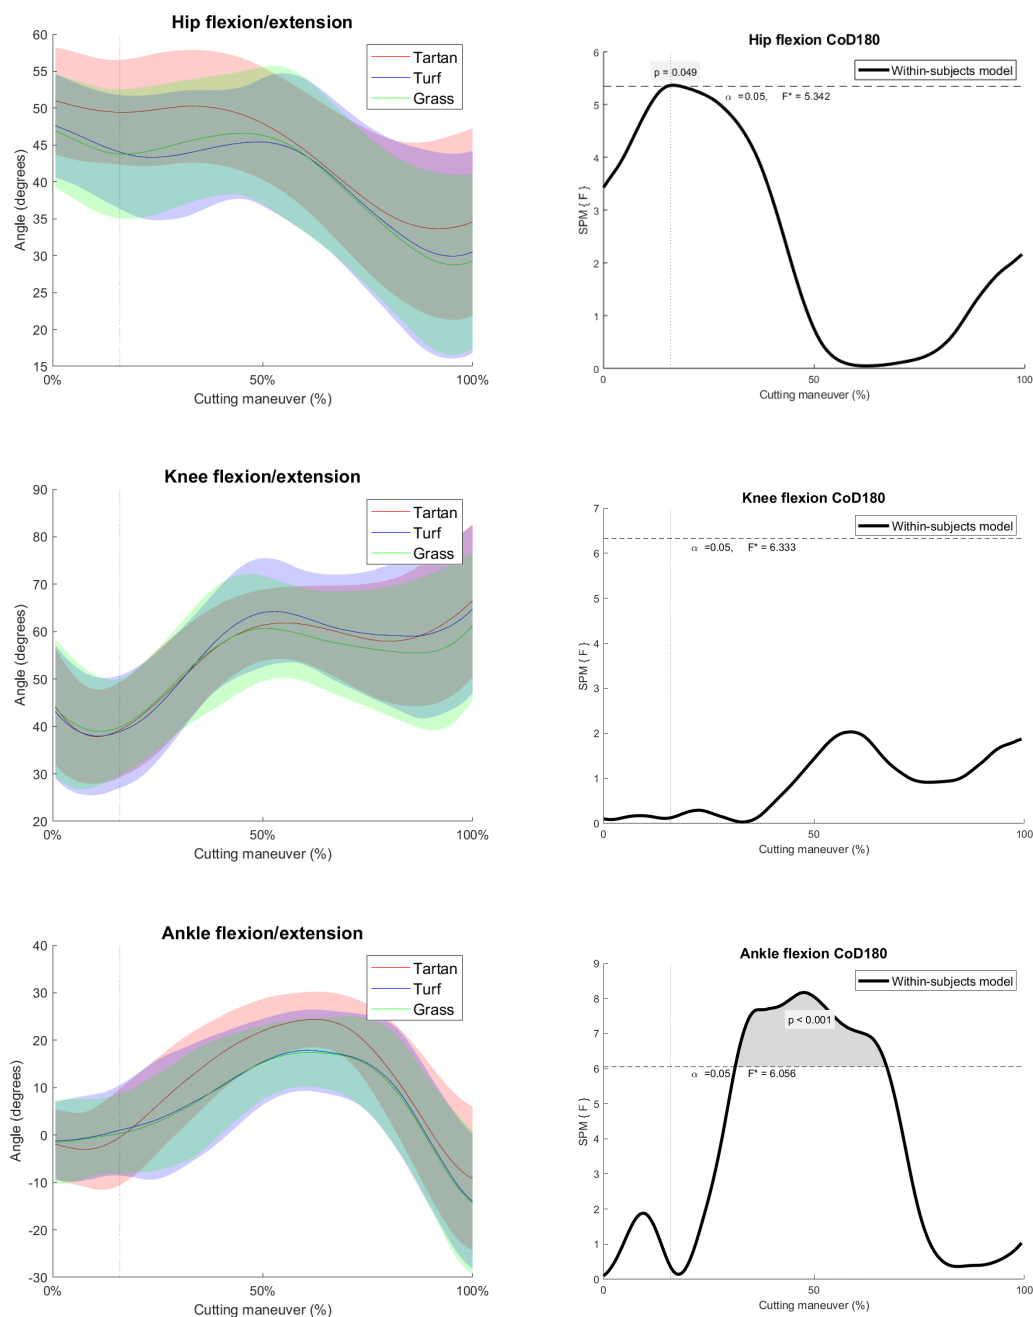 Hip flexion/extension
Angle (degrees)
60
55
50
45
40
35
30
25
20
15
0%
50%
100%
Cutting maneuver (%)
Tartan
Turf
Grass
Hip flexion CoD180
SPM { F }
6
5
4
3
2
1
0
0
50
100
Cutting maneuver (%)
Within-subjects model
p = 0.049
α =0.05, F* = 5.342
Knee flexion/extension
Angle (degrees)
90
80
70
60
50
40
30
20
0%
50%
100%
Cutting maneuver (%)
Tartan
Turf
Grass
Knee flexion CoD180
SPM { F }
7
6
5
4
3
2
1
0
0
50
100
Cutting maneuver (%)
Within-subjects model
α =0.05, F* = 6.333
Ankle flexion/extension
Angle (degrees)
40
30
20
10
0
-10
-20
-30
0%
50%
100%
Cutting maneuver (%)
Tartan
Turf
Grass
Ankle flexion CoD180
SPM { F }
9
8
7
6
5
4
3
2
1
0
0
50
100
Cutting maneuver (%)
Within-subjects model
p < 0.001
α =0.05, F* = 6.056